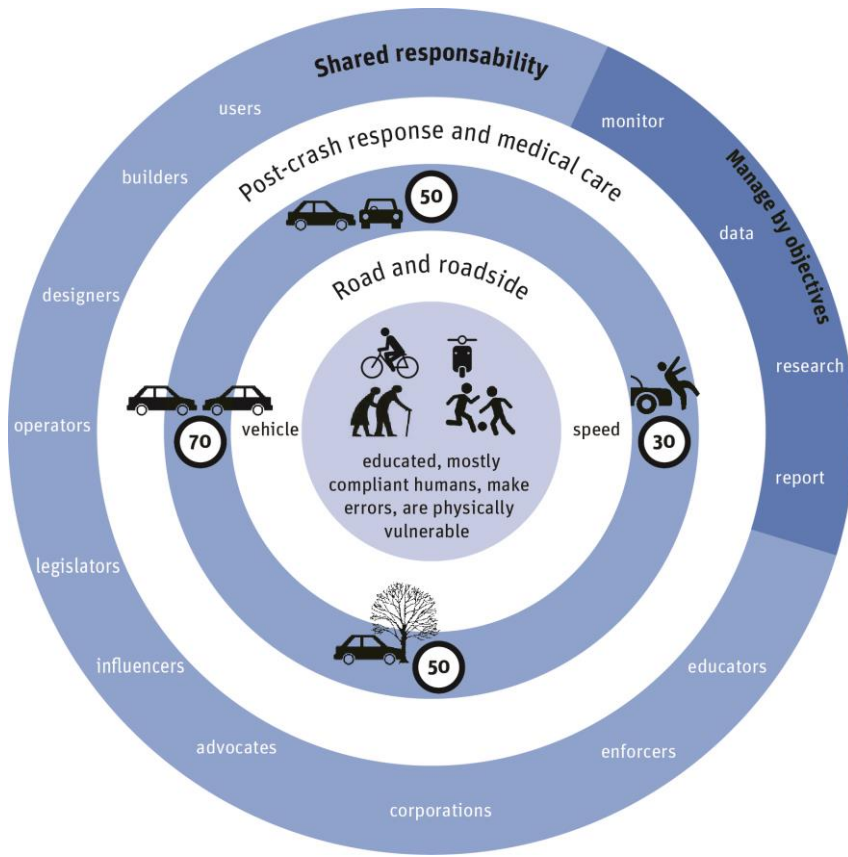 Shared responsability
users
builders
designers
operators
legislators
influencers
advocates
corporations
enforcers
educators
Manage by objectives
monitor
data
research
report
Post-crash response and medical care
50
70
30
50
Road and roadside
vehicle
speed
educated, mostly
compliant humans, make
errors, are physically
vulnerable